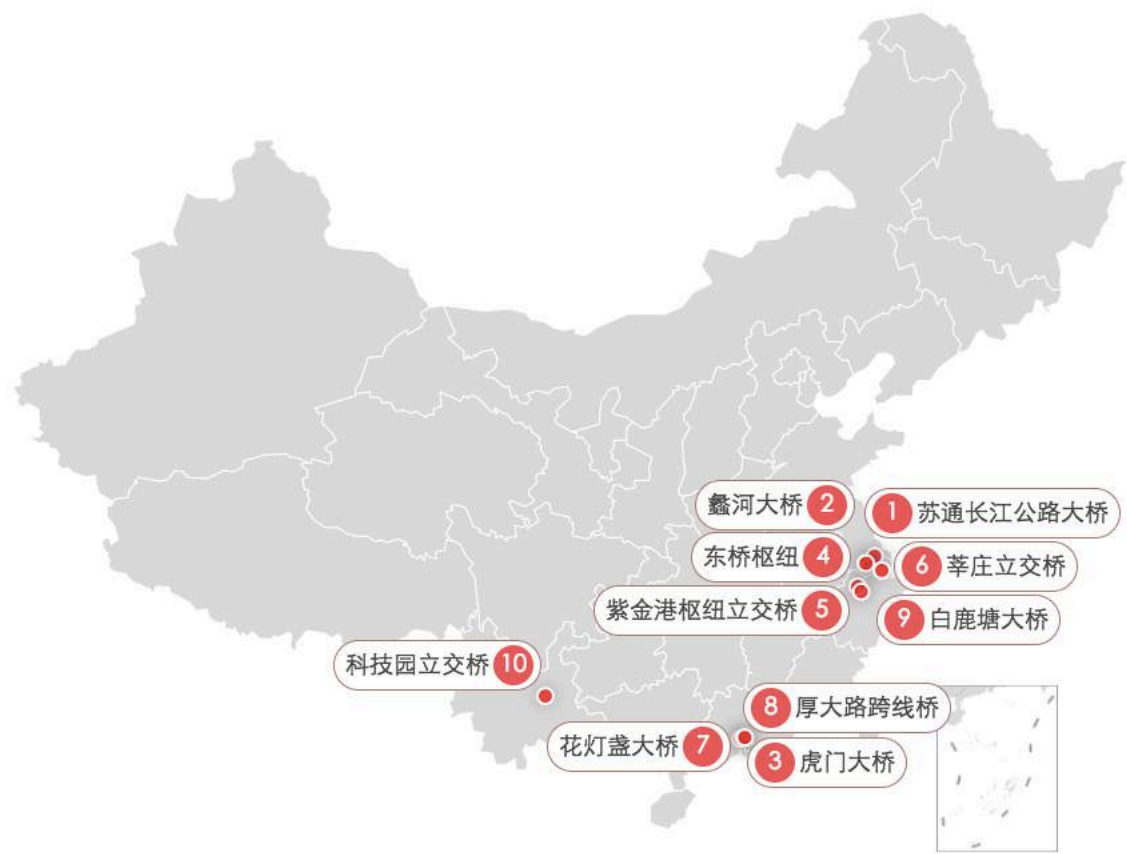 蠡河大桥 2
1 苏通长江公路大桥
东桥枢纽 4
6 莘庄立交桥
紫金港枢纽立交桥 5
9 白鹿塘大桥
科技园立交桥 10
8 厚大路跨线桥
花灯盏大桥 7
3 虎门大桥